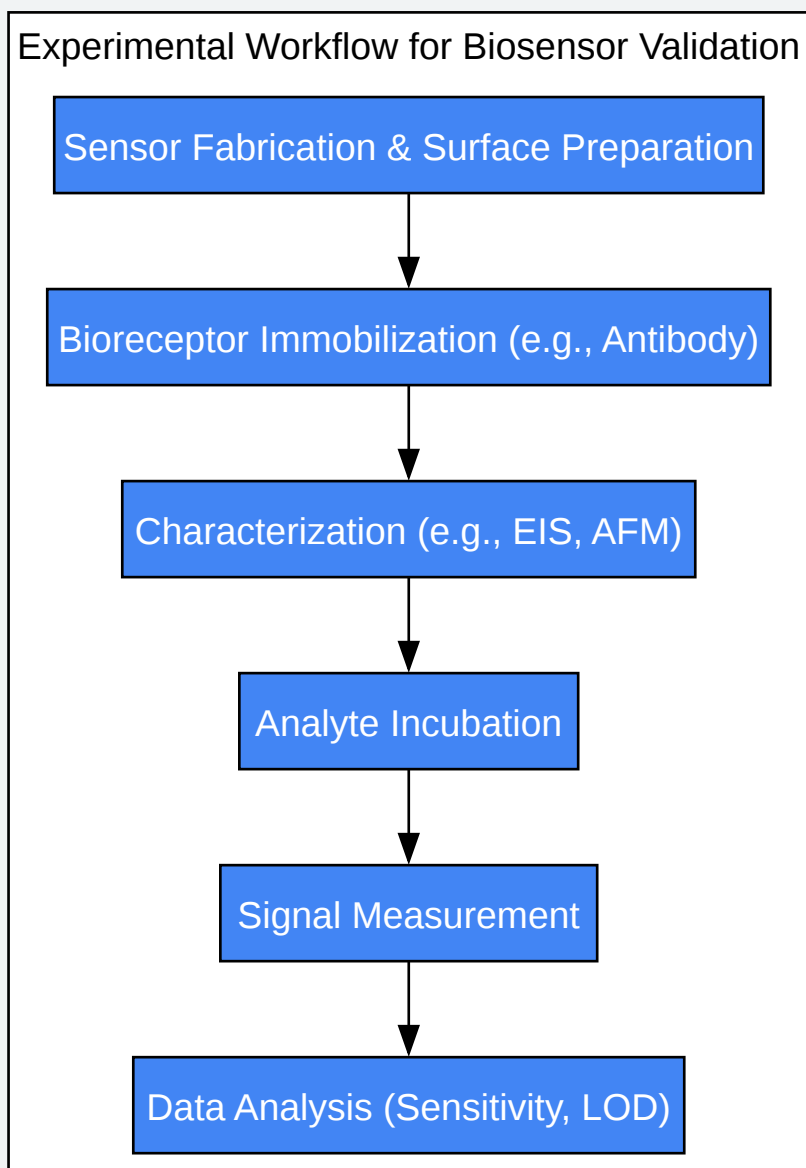 Experimental Workflow for Biosensor Validation
Sensor Fabrication & Surface Preparation
Bioreceptor Immobilization (e.g., Antibody)
Characterization (e.g., EIS, AFM)
Analyte Incubation
Signal Measurement
Data Analysis (Sensitivity, LOD)